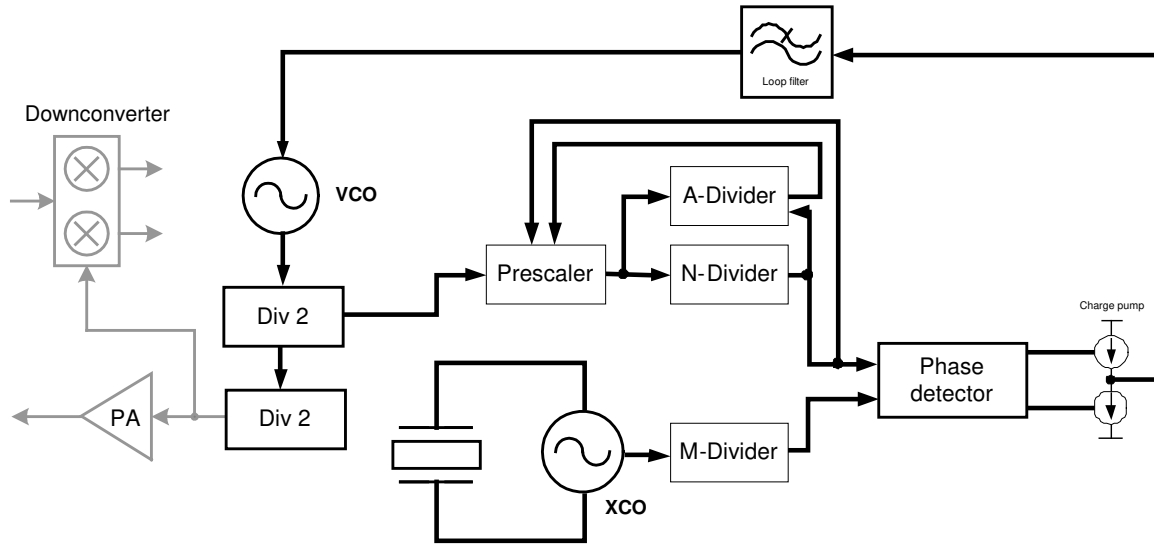 Loop filter
Downconverter
VCO
A-Divider
Prescaler
N-Divider
Div 2
Charge pump
Phase
detector
Div 2
PA
M-Divider
XCO